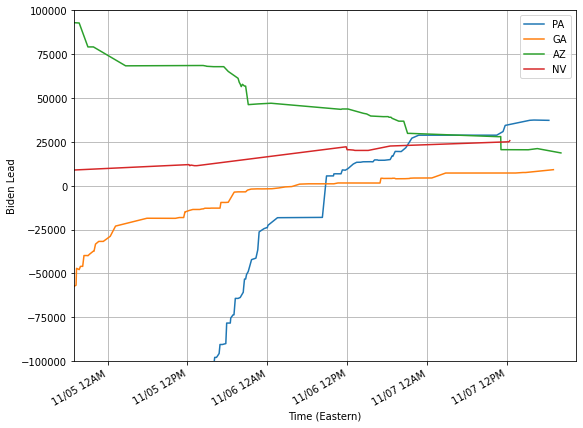 100000
75000
50000
25000
0
−25000
−50000
−75000
−100000
Biden Lead
PA
GA
AZ
NV
11/05 12AM
11/05 12PM
11/06 12AM
11/06 12PM
11/07 12AM
11/07 12PM
Time (Eastern)